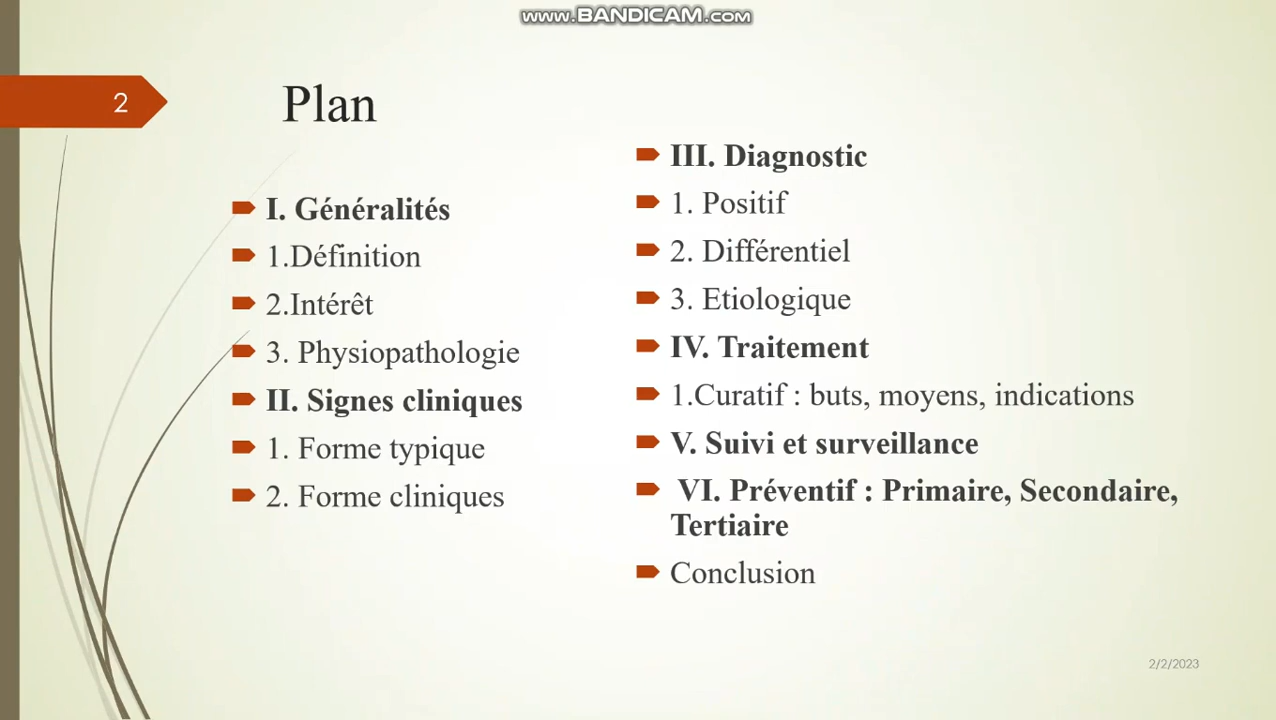 www.BANDICAM.com
2
Plan
I. Généralités
1.Définition
2.Intérêt
3. Physiopathologie
II. Signes cliniques
1. Forme typique
2. Forme cliniques
III. Diagnostic
1. Positif
2. Différentiel
3. Etiologique
IV. Traitement
1.Curatif : buts, moyens, indications
V. Suivi et surveillance
VI. Préventif : Primaire, Secondaire,
Tertiaire
Conclusion
2/2/2023